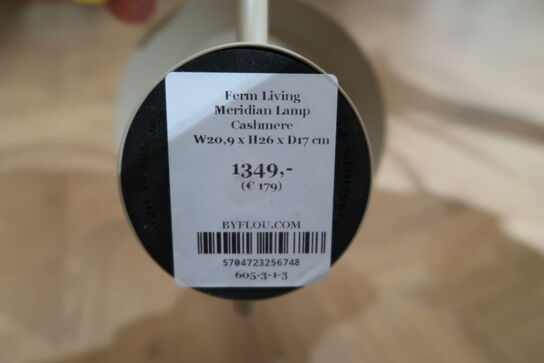 Ferm Living
Meridian Lamp
Cashmere
W20,9 x H26 x D17 cm
1349,-
(€ 179)
BYFLOU.COM
5704723256748
605-3-1-3